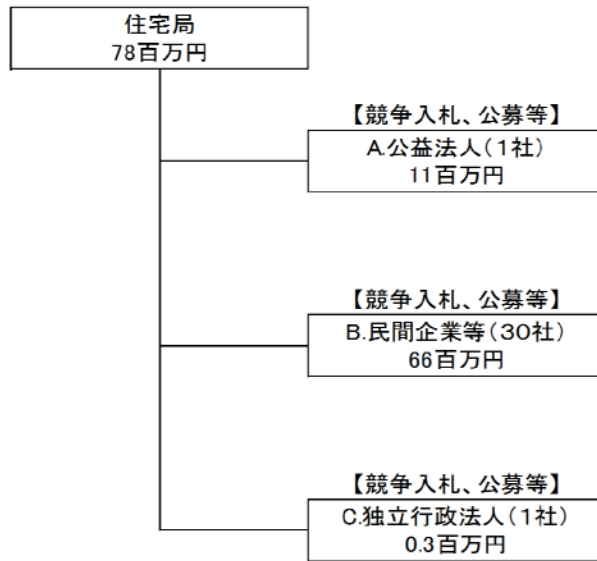 住宅局
78百万円
【競争入札、公募等】
A.公益法人（１社）
11百万円
【競争入札、公募等】
B.民間企業等（３０社）
66百万円
【競争入札、公募等】
C.独立行政法人（１社）
0.3百万円